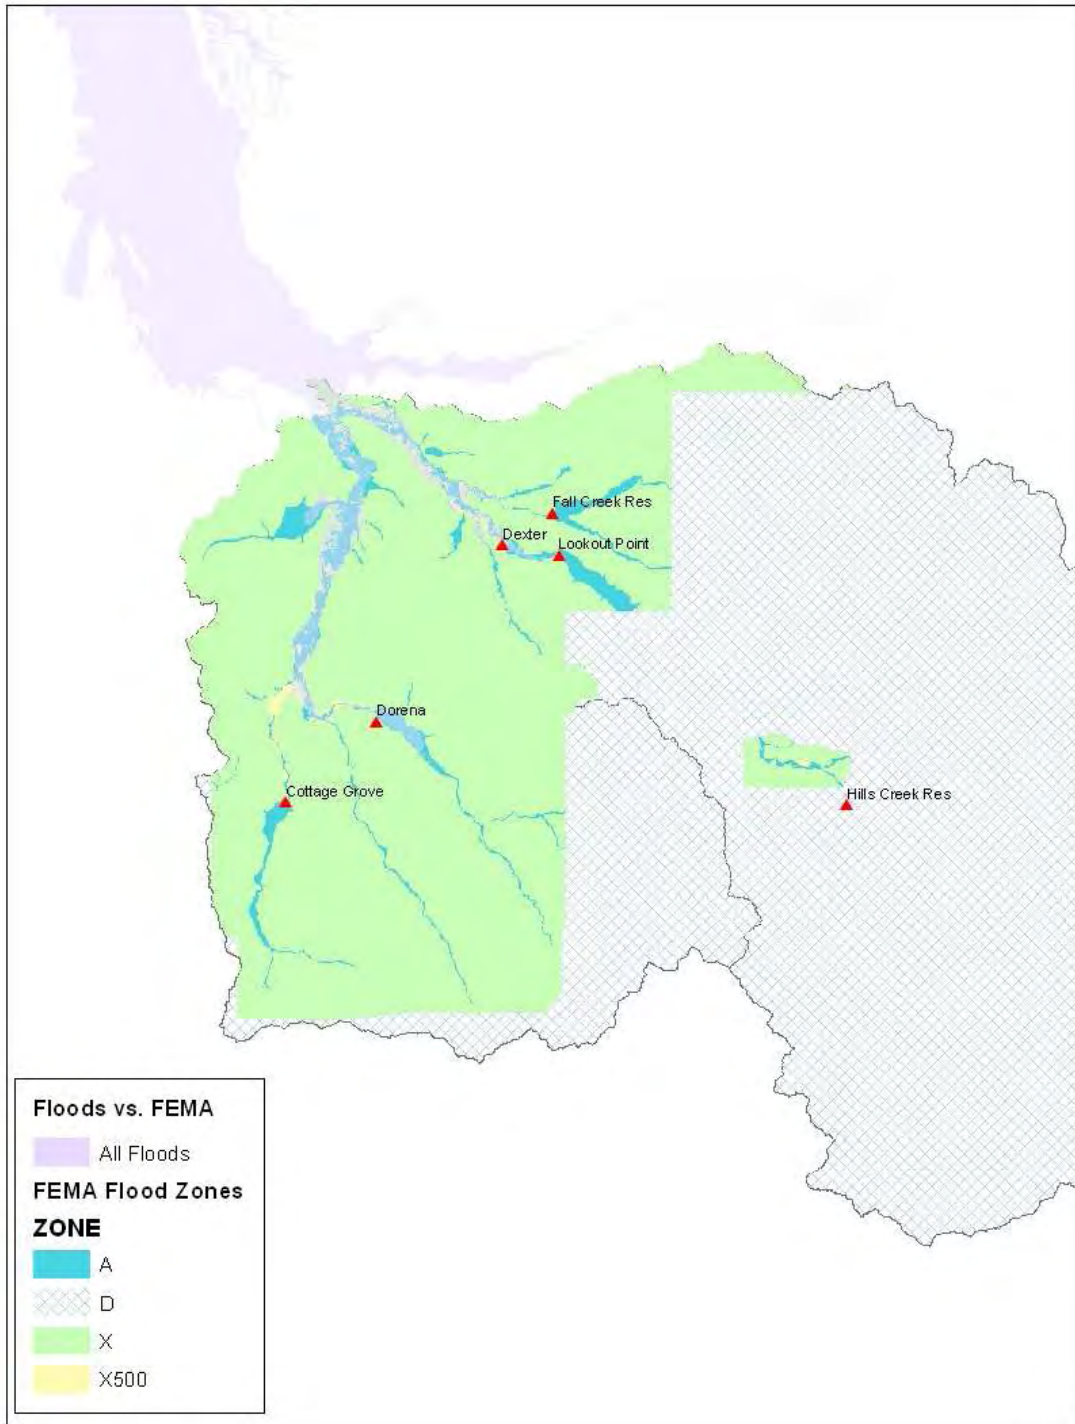 Fall Creek Res
Dexter
Lookout Point
Dorena
Cottage Grove
Hills Creek Res
Floods vs. FEMA
All Floods
FEMA Flood Zones
ZONE
A
D
X
X500